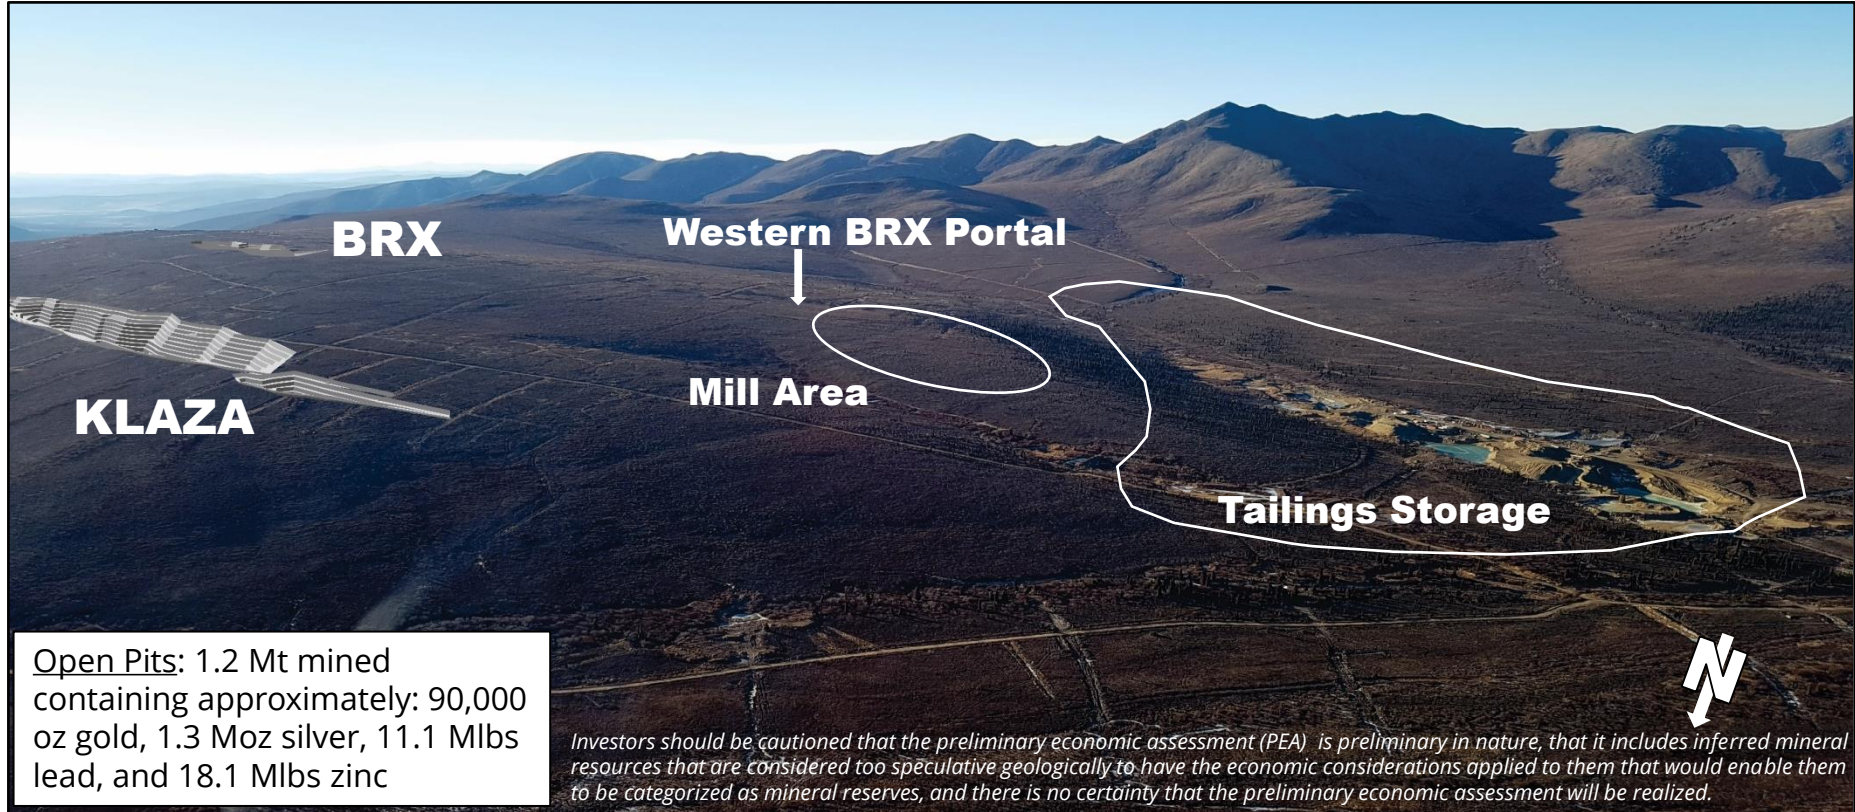 BRX
Western BRX Portal
KLAZA
Mill Area
Tailings Storage
N
Open Pits: 1.2 Mt mined
containing approximately: 90,000
oz gold, 1.3 Moz silver, 11.1 Mlbs
lead, and 18.1 Mlbs zinc
Investors should be cautioned that the preliminary economic assessment (PEA) is preliminary in nature, that it includes inferred mineral
resources that are considered too speculative geologically to have the economic considerations applied to them that would enable them
to be categorized as mineral reserves, and there is no certainty that the preliminary economic assessment will be realized.